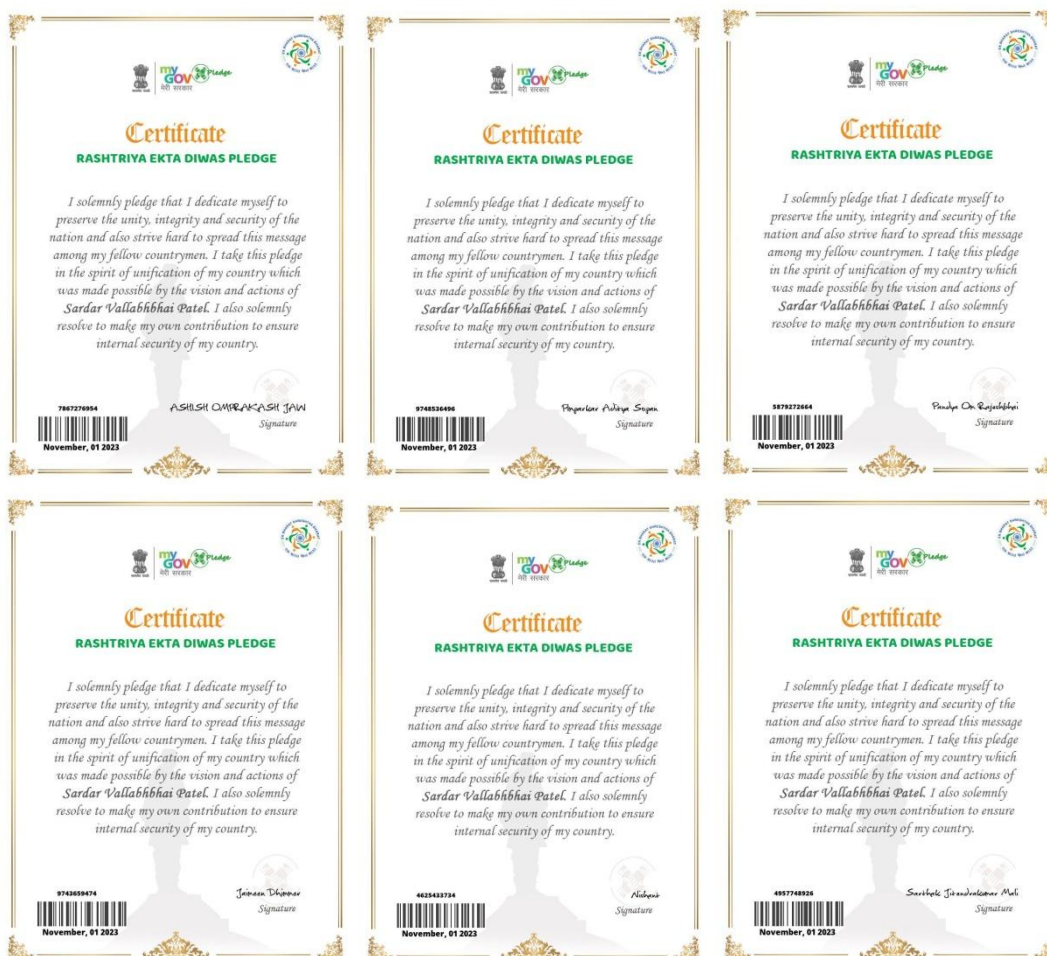 my
GOV Pledge
मेरी सरकार
Certificate
RASHTRIYA EKTA DIWAS PLEDGE
I solemnly pledge that I dedicate myself to
preserve the unity, integrity and security of the
nation and also strive hard to spread this message
among my fellow countrymen. I take this pledge
in the spirit of unification of my country which
was made possible by the vision and actions of
Sardar Vallabhbhai Patel. I also solemnly
resolve to make my own contribution to ensure
internal security of my country.
7867276954
ASHISH OMPRAKASH JAW
Signature
November, 01 2023
my
GOV Pledge
मेरी सरकार
Certificate
RASHTRIYA EKTA DIWAS PLEDGE
I solemnly pledge that I dedicate myself to
preserve the unity, integrity and security of the
nation and also strive hard to spread this message
among my fellow countrymen. I take this pledge
in the spirit of unification of my country which
was made possible by the vision and actions of
Sardar Vallabhbhai Patel. I also solemnly
resolve to make my own contribution to ensure
internal security of my country.
9748536496
Aditya Sopan
Signature
November, 01 2023
my
GOV Pledge
मेरी सरकार
Certificate
RASHTRIYA EKTA DIWAS PLEDGE
I solemnly pledge that I dedicate myself to
preserve the unity, integrity and security of the
nation and also strive hard to spread this message
among my fellow countrymen. I take this pledge
in the spirit of unification of my country which
was made possible by the vision and actions of
Sardar Vallabhbhai Patel. I also solemnly
resolve to make my own contribution to ensure
internal security of my country.
5879272664
Pandya Om Rajeshbhai
Signature
November, 01 2023
my
GOV Pledge
मेरी सरकार
Certificate
RASHTRIYA EKTA DIWAS PLEDGE
I solemnly pledge that I dedicate myself to
preserve the unity, integrity and security of the
nation and also strive hard to spread this message
among my fellow countrymen. I take this pledge
in the spirit of unification of my country which
was made possible by the vision and actions of
Sardar Vallabhbhai Patel. I also solemnly
resolve to make my own contribution to ensure
internal security of my country.
9743659474
Signature
November, 01 2023
my
GOV Pledge
मेरी सरकार
Certificate
RASHTRIYA EKTA DIWAS PLEDGE
I solemnly pledge that I dedicate myself to
preserve the unity, integrity and security of the
nation and also strive hard to spread this message
among my fellow countrymen. I take this pledge
in the spirit of unification of my country which
was made possible by the vision and actions of
Sardar Vallabhbhai Patel. I also solemnly
resolve to make my own contribution to ensure
internal security of my country.
4625433734
Nishant
Signature
November, 01 2023
my
GOV Pledge
मेरी सरकार
Certificate
RASHTRIYA EKTA DIWAS PLEDGE
I solemnly pledge that I dedicate myself to
preserve the unity, integrity and security of the
nation and also strive hard to spread this message
among my fellow countrymen. I take this pledge
in the spirit of unification of my country which
was made possible by the vision and actions of
Sardar Vallabhbhai Patel. I also solemnly
resolve to make my own contribution to ensure
internal security of my country.
4957748926
Sarthak Jitendrakumar Mali
Signature
November, 01 2023